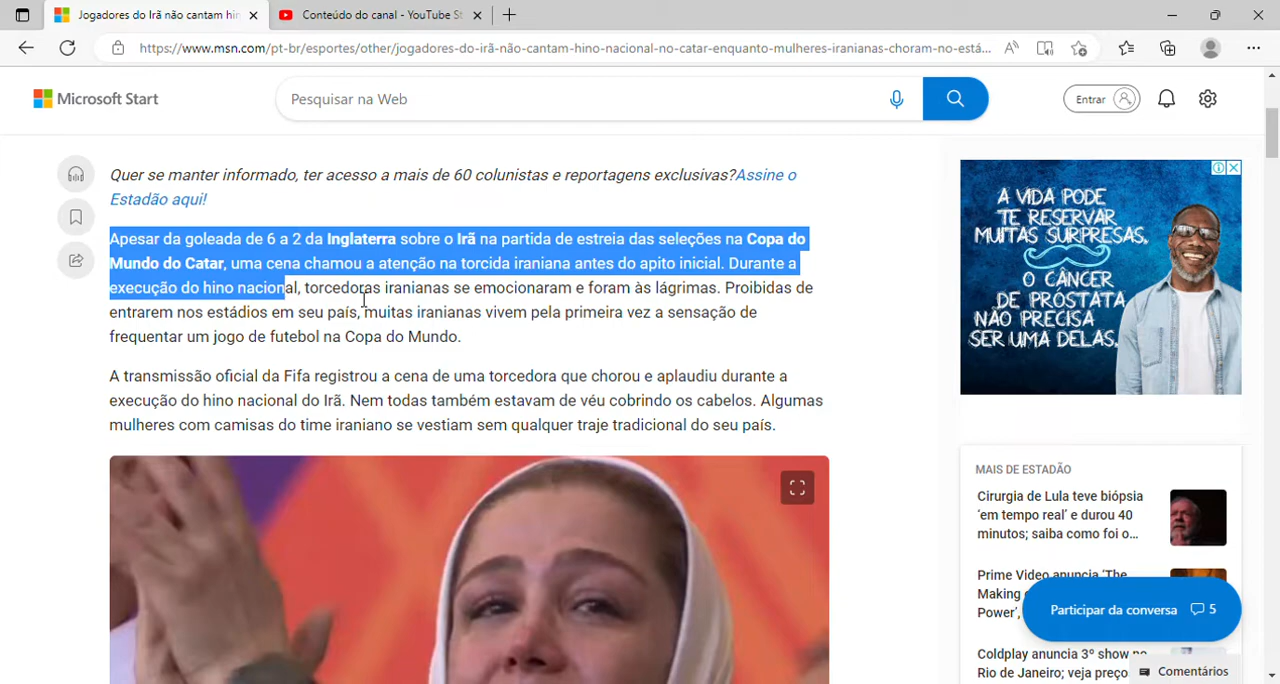 Jogadores do Irã não cantam hin
Conteúdo do canal - YouTube St
https://www.msn.com/pt-br/esportes/other/jogadores-do-irã-não-cantam-hino-nacional-no-catar-enquanto-mulheres-iranianas-choram-no-está...
Microsoft Start
Pesquisar na Web
Entrar
Quer se manter informado, ter acesso a mais de 60 colunistas e reportagens exclusivas?Assine o
Estadão aqui!
Apesar da goleada de 6 a 2 da Inglaterra sobre o Irã na partida de estreia das seleções na Copa do
Mundo do Catar, uma cena chamou a atenção na torcida iraniana antes do apito inicial. Durante a
execução do hino nacional, torcedoras iranianas se emocionaram e foram às lágrimas. Proibidas de
entrarem nos estádios em seu país, muitas iranianas vivem pela primeira vez a sensação de
frequentar um jogo de futebol na Copa do Mundo.
A transmissão oficial da Fifa registrou a cena de uma torcedora que chorou e aplaudiu durante a
execução do hino nacional do Irã. Nem todas também estavam de véu cobrindo os cabelos. Algumas
mulheres com camisas do time iraniano se vestiam sem qualquer traje tradicional do seu país.
A VIDA PODE
TE RESERVAR
MUITAS SURPRESAS.
O CÂNCER
DE PRÓSTATA
NÃO PRECISA
SER UMA DELAS.
MAIS DE ESTADÃO
Cirurgia de Lula teve biópsia
'em tempo real' e durou 40
minutos; saiba como foi o...
Prime Video anuncia 'The
Making
Power',
Participar da conversa 5
Coldplay anuncia 3º show
Rio de Janeiro; veja preço
Comentários